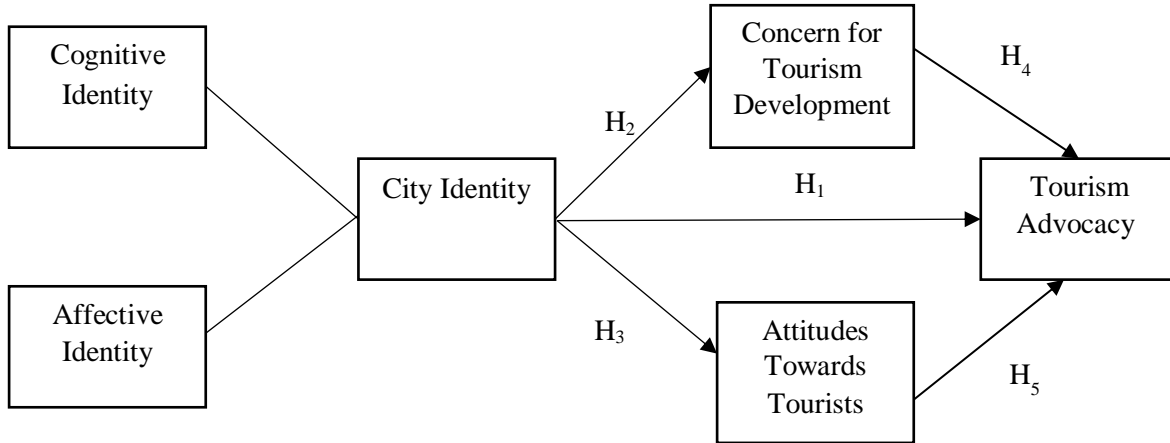 Cognitive
Identity
Affective
Identity
City Identity
H₂
H₁
H₃
Concern for
Tourism
Development
Attitudes
Towards
Tourists
H₄
H₅
Tourism
Advocacy